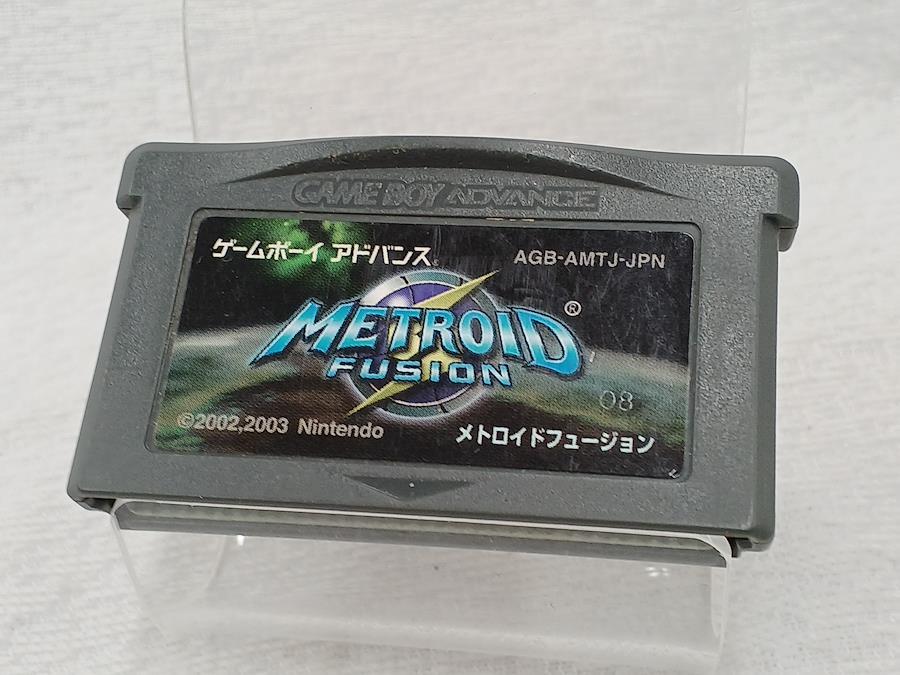 GAME BOY ADVANCE
ゲームボーイ アドバンス®
AGB-AMTJ-JPN
METROID®
FUSION
08
©2002,2003 Nintendo
メトロイドフュージョン